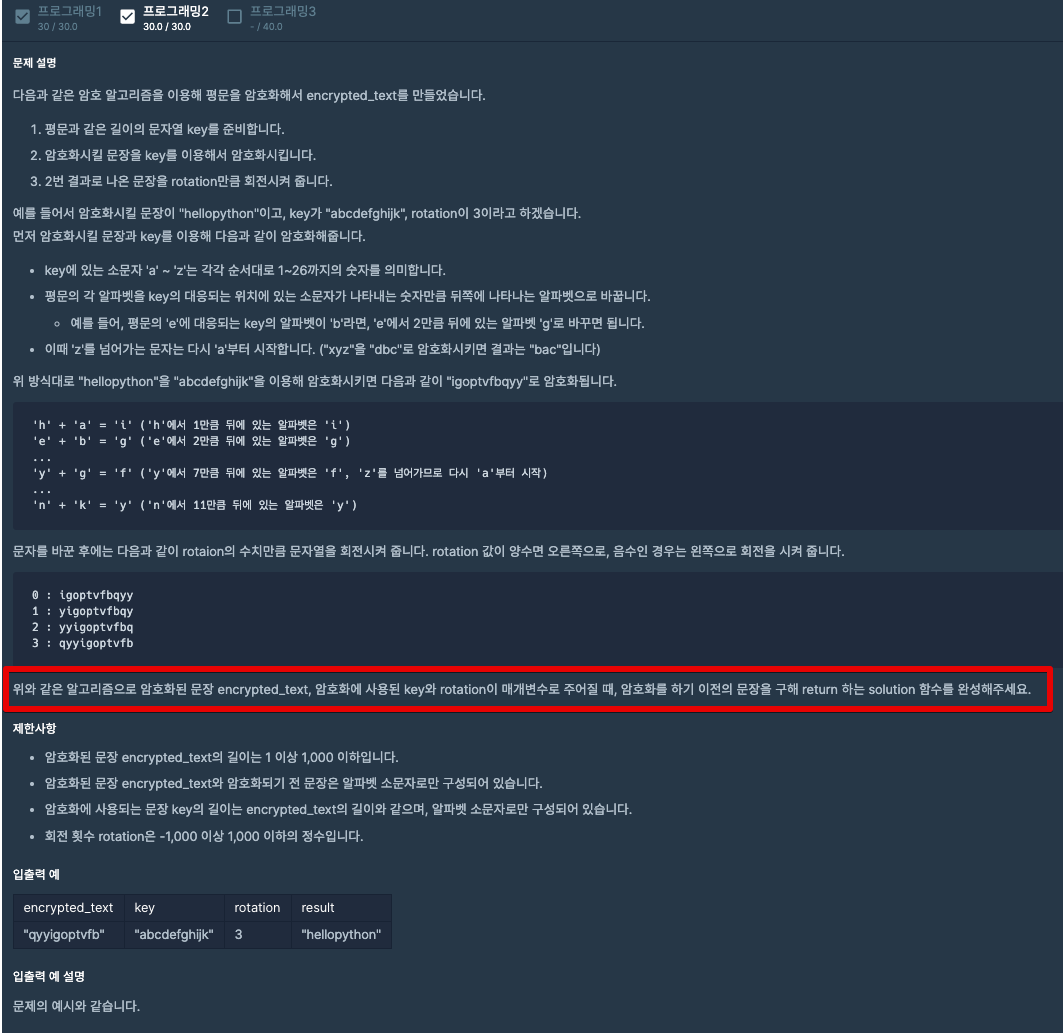 프로그래밍1
30 / 30.0
프로그래밍2
30.0 / 30.0
프로그래밍3
- / 40.0
문제 설명
다음과 같은 암호 알고리즘을 이용해 평문을 암호화해서 encrypted_text를 만들었습니다.
1. 평문과 같은 길이의 문자열 key를 준비합니다.
2. 암호화시킬 문장을 key를 이용해서 암호화시킵니다.
3. 2번 결과로 나온 문장을 rotation만큼 회전시켜 줍니다.
예를 들어서 암호화시킬 문장이 "hellopython"이고, key가 "abcdefghijk", rotation이 3이라고 하겠습니다.
먼저 암호화시킬 문장과 key를 이용해 다음과 같이 암호화해줍니다.
• key에 있는 소문자 'a' ~ 'z'는 각각 순서대로 1~26까지의 숫자를 의미합니다.
• 평문의 각 알파벳을 key의 대응되는 위치에 있는 소문자가 나타내는 숫자만큼 뒤쪽에 나타나는 알파벳으로 바꿉니다.
◦ 예를 들어, 평문의 'e'에 대응되는 key의 알파벳이 'b'라면, 'e'에서 2만큼 뒤에 있는 알파벳 'g'로 바꾸면 됩니다.
• 이때 'z'를 넘어가는 문자는 다시 'a'부터 시작합니다. ("xyz"을 "dbc"로 암호화시키면 결과는 "bac"입니다)
위 방식대로 "hellopython"을 "abcdefghijk"을 이용해 암호화시키면 다음과 같이 "igoptvfbqyy"로 암호화됩니다.
'h' + 'a' = 'i' ('h'에서 1만큼 뒤에 있는 알파벳은 'i')
'e' + 'b' = 'g' ('e'에서 2만큼 뒤에 있는 알파벳은 'g')
...
'y' + 'g' = 'f' ('y'에서 7만큼 뒤에 있는 알파벳은 'f', 'z'를 넘어가므로 다시 'a'부터 시작)
...
'n' + 'k' = 'y' ('n'에서 11만큼 뒤에 있는 알파벳은 'y')
문자를 바꾼 후에는 다음과 같이 rotaion의 수치만큼 문자열을 회전시켜 줍니다. rotation 값이 양수면 오른쪽으로, 음수인 경우는 왼쪽으로 회전을 시켜 줍니다.
0 : igoptvfbqyy
1 : yigoptvfbqy
2 : yyigoptvfbq
3 : qyyigoptvfb
위와 같은 알고리즘으로 암호화된 문장 encrypted_text, 암호화에 사용된 key와 rotation이 매개변수로 주어질 때, 암호화를 하기 이전의 문장을 구해 return 하는 solution 함수를 완성해주세요.
제한사항
• 암호화된 문장 encrypted_text의 길이는 1 이상 1,000 이하입니다.
• 암호화된 문장 encrypted_text와 암호화되기 전 문장은 알파벳 소문자로만 구성되어 있습니다.
• 암호화에 사용되는 문장 key의 길이는 encrypted_text의 길이와 같으며, 알파벳 소문자로만 구성되어 있습니다.
• 회전 횟수 rotation은 -1,000 이상 1,000 이하의 정수입니다.
입출력 예
encrypted_text key rotation result
"qyyigoptvfb" "abcdefghijk" 3 "hellopython"
입출력 예 설명
문제의 예시와 같습니다.